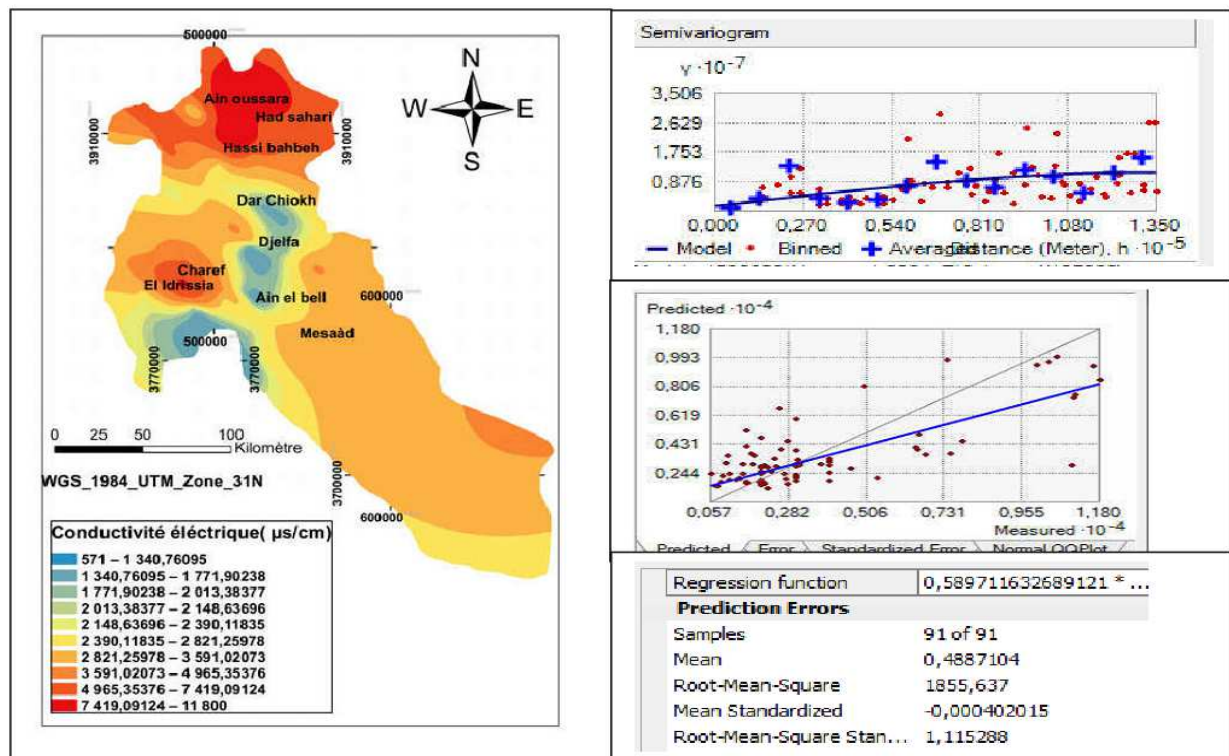 500000
N
W E
S
3910000
3910000
Ain oussara
Had sahari
Hassi bahbeh
Dar Chiokh
Djelfa
Charef
El Idrissia
Ain el bell
600000
Mesaàd
500000
3770000
3770000
0 25 50 100
Kilomètre
WGS_1984_UTM_Zone_31N
3700000
600000
Conductivité éléctrique( µs/cm)
571 – 1 340,76095
1 340,76095 – 1 771,90238
1 771,90238 – 2 013,38377
2 013,38377 – 2 148,63696
2 148,63696 – 2 390,11835
2 390,11835 – 2 821,25978
2 821,25978 – 3 591,02073
3 591,02073 – 4 965,35376
4 965,35376 – 7 419,09124
7 419,09124 – 11 800
Semivariogram
γ ·10⁻⁷
3,506
2,629
1,753
0,876
0,000 0,270 0,540 0,810 1,080 1,350
Model Binned Averaged Distance (Meter), h ·10⁻⁵
Predicted ·10⁻⁴
1,180
0,993
0,806
0,619
0,431
0,244
0,057 0,282 0,506 0,731 0,955 1,180
Measured ·10⁻⁴
Predicted Error Standardized Error Normal QQPlot
Regression function 0,589711632689121 * ...
Prediction Errors
Samples 91 of 91
Mean 0,4887104
Root-Mean-Square 1855,637
Mean Standardized -0,000402015
Root-Mean-Square Stan... 1,115288